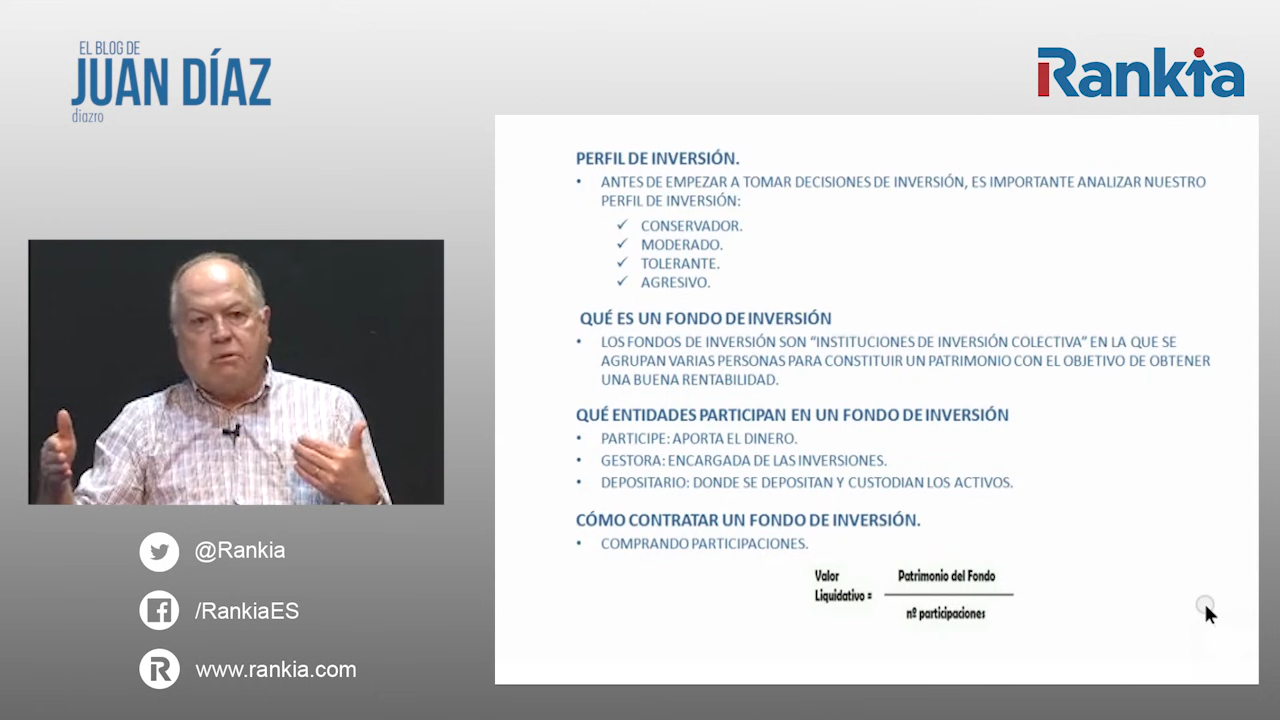 EL BLOG DE
JUAN DÍAZ
diazro
Rankia
PERFIL DE INVERSIÓN.
• ANTES DE EMPEZAR A TOMAR DECISIONES DE INVERSIÓN, ES IMPORTANTE ANALIZAR NUESTRO
PERFIL DE INVERSIÓN:
✓ CONSERVADOR.
✓ MODERADO.
✓ TOLERANTE.
✓ AGRESIVO.
QUÉ ES UN FONDO DE INVERSIÓN
• LOS FONDOS DE INVERSIÓN SON “INSTITUCIONES DE INVERSIÓN COLECTIVA” EN LA QUE SE
AGRUPAN VARIAS PERSONAS PARA CONSTITUIR UN PATRIMONIO CON EL OBJETIVO DE OBTENER
UNA BUENA RENTABILIDAD.
QUÉ ENTIDADES PARTICIPAN EN UN FONDO DE INVERSIÓN
• PARTICIPE: APORTA EL DINERO.
• GESTORA: ENCARGADA DE LAS INVERSIONES.
• DEPOSITARIO: DONDE SE DEPOSITAN Y CUSTODIAN LOS ACTIVOS.
CÓMO CONTRATAR UN FONDO DE INVERSIÓN.
• COMPRANDO PARTICIPACIONES.
Valor
Liquidativo =
Patrimonio del Fondo
nº participaciones
@Rankia
/RankiaES
www.rankia.com